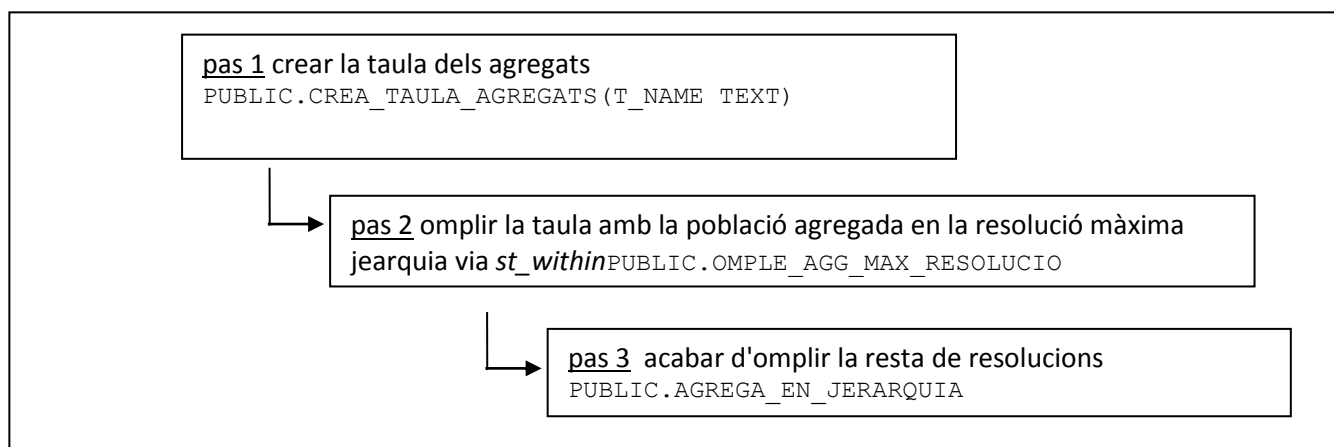 pas 1 crear la taula dels agregats
PUBLIC.CREA_TAULA_AGREGATS(T_NAME TEXT)
pas 2 omplir la taula amb la població agregada en la resolució màxima
jearquia via st_withinPUBLIC.OMPLE_AGG_MAX_RESOLUCIO
pas 3 acabar d'omplir la resta de resolucions
PUBLIC.AGREGA_EN_JERARQUIA